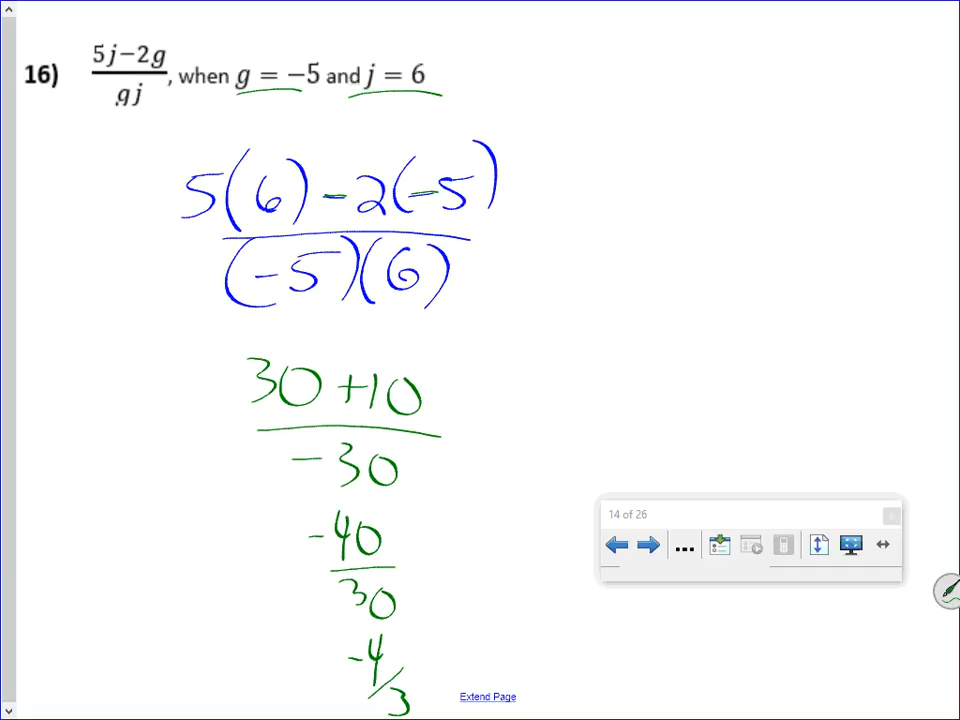 16) (5j−2g)/(gj), when g = −5 and j = 6
5(6) - 2(-5)
(-5)(6)
30 +10
-30
-40
30
-4/3
14 of 26
...
Extend Page